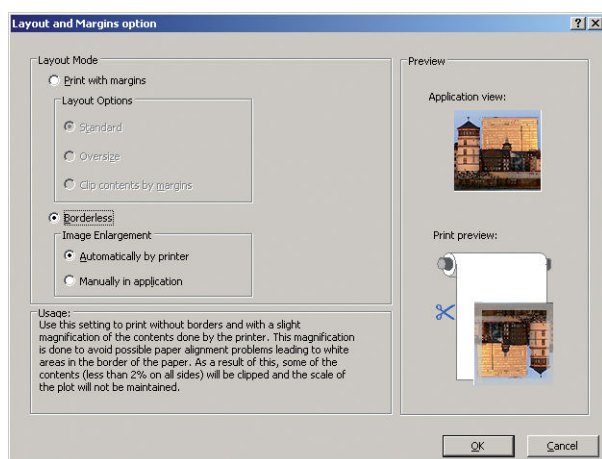 Layout and Margins option
Layout Mode
Print with margins
Layout Options
Standard
Oversize
Clip contents by margins
Borderless
Image Enlargement
Automatically by printer
Manually in application
Usage:
Use this setting to print without borders and with a slight
magnification of the contents done by the printer. This magnification
is done to avoid possible paper alignment problems leading to white
areas in the border of the paper. As a result of this, some of the
contents (less than 2% on all sides) will be clipped and the scale of
the plot will not be maintained.
Preview
Application view:
Print preview:
OK
Cancel